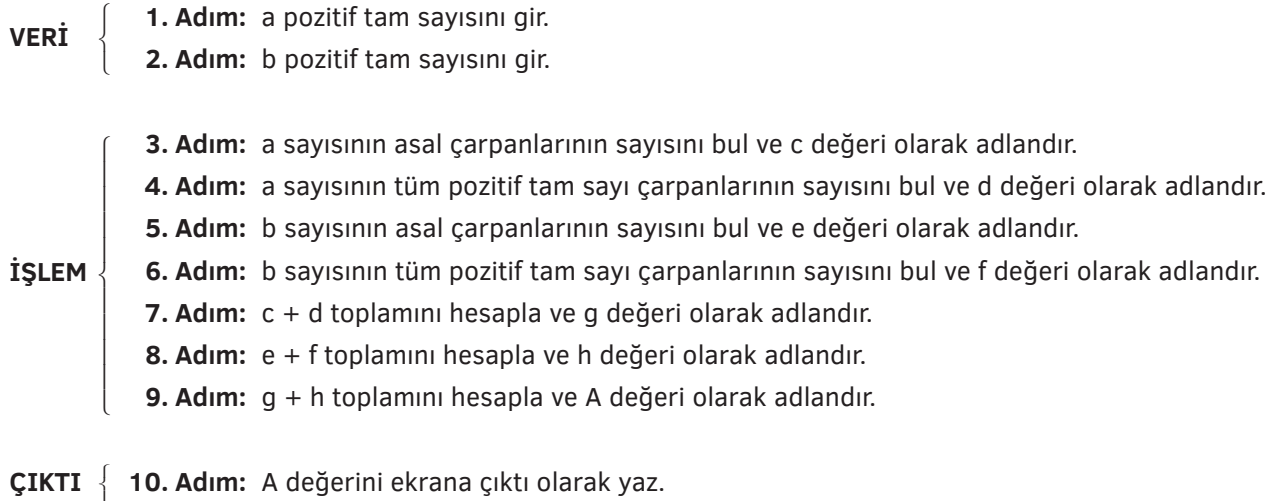 VERİ
1. Adım: a pozitif tam sayısını gir.
2. Adım: b pozitif tam sayısını gir.
İŞLEM
3. Adım: a sayısının asal çarpanlarının sayısını bul ve c değeri olarak adlandır.
4. Adım: a sayısının tüm pozitif tam sayı çarpanlarının sayısını bul ve d değeri olarak adlandır.
5. Adım: b sayısının asal çarpanlarının sayısını bul ve e değeri olarak adlandır.
6. Adım: b sayısının tüm pozitif tam sayı çarpanlarının sayısını bul ve f değeri olarak adlandır.
7. Adım: c + d toplamını hesapla ve g değeri olarak adlandır.
8. Adım: e + f toplamını hesapla ve h değeri olarak adlandır.
9. Adım: g + h toplamını hesapla ve A değeri olarak adlandır.
ÇIKTI
10. Adım: A değerini ekrana çıktı olarak yaz.